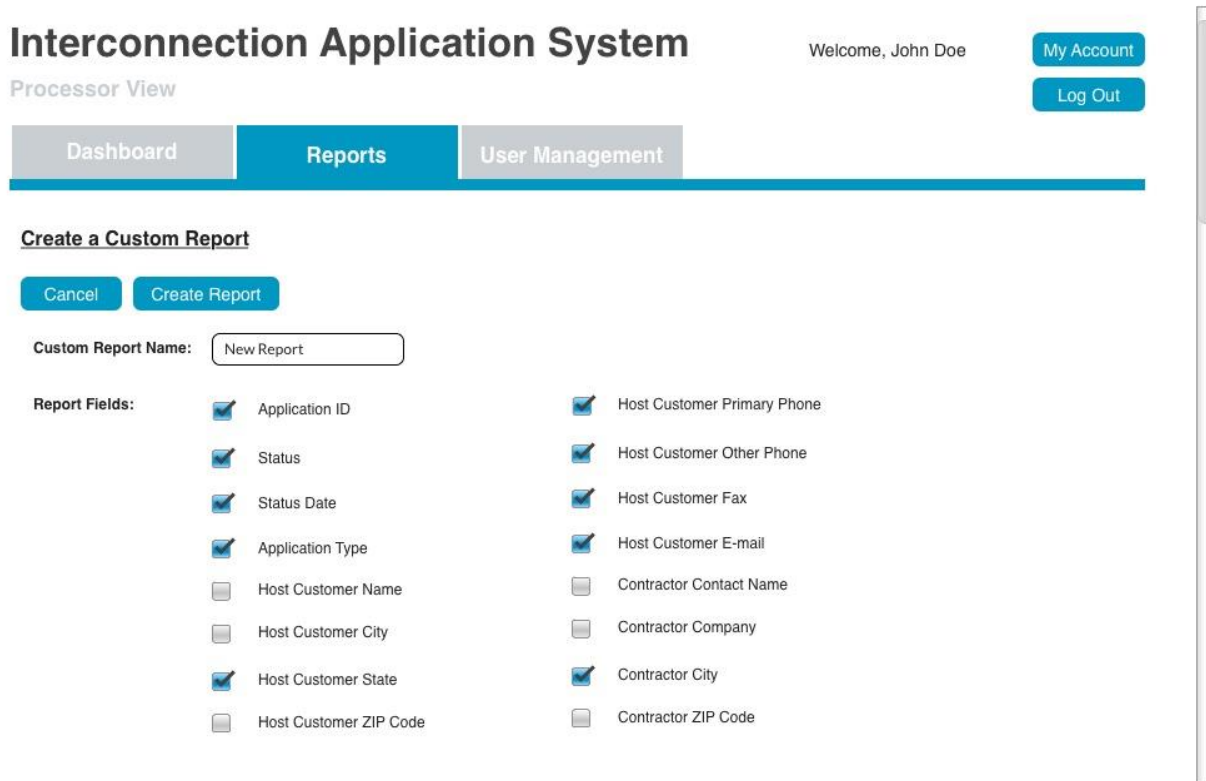 Interconnection Application System
Welcome, John Doe
My Account
Processor View
Log Out
Dashboard
Reports
User Management
Create a Custom Report
Cancel
Create Report
Custom Report Name:
New Report
Report Fields:
Application ID
Status
Status Date
Application Type
Host Customer Name
Host Customer City
Host Customer State
Host Customer ZIP Code
Host Customer Primary Phone
Host Customer Other Phone
Host Customer Fax
Host Customer E-mail
Contractor Contact Name
Contractor Company
Contractor City
Contractor ZIP Code